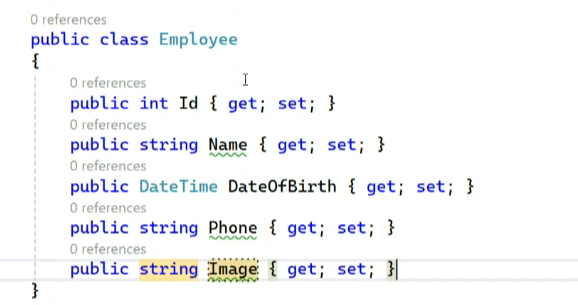 0 references
public class Employee
{
0 references
public int Id { get; set; }
0 references
public string Name { get; set; }
0 references
public DateTime DateOfBirth { get; set; }
0 references
public string Phone { get; set; }
0 references
public string Image { get; set; }
}